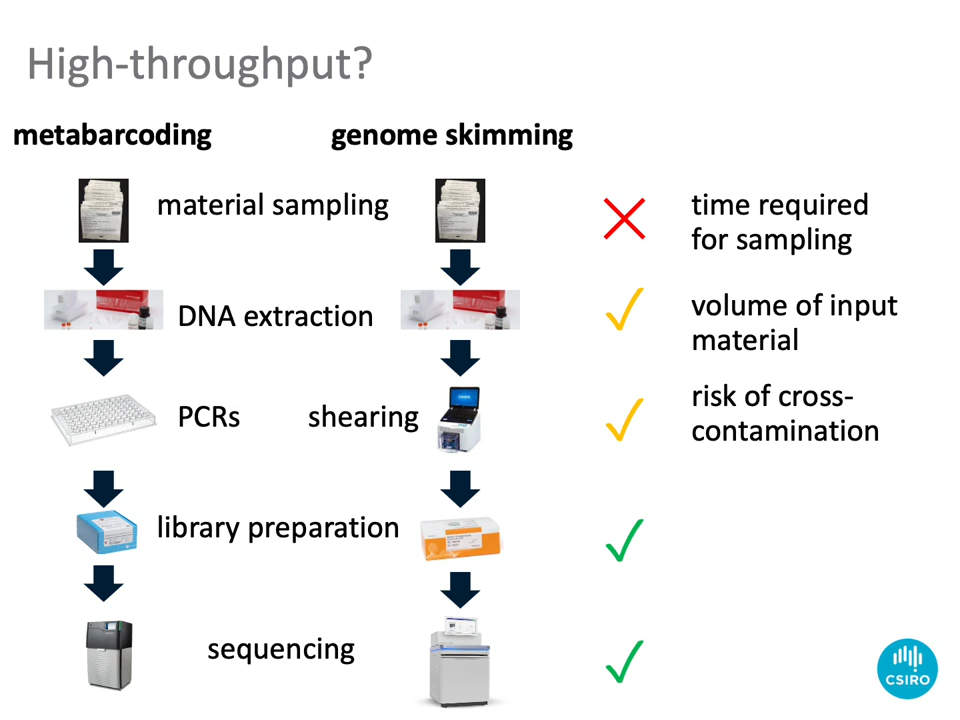 High-throughput?
metabarcoding
genome skimming
material sampling
time required
for sampling
DNA extraction
volume of input
material
PCRs
shearing
risk of cross-
contamination
library preparation
sequencing
CSIRO